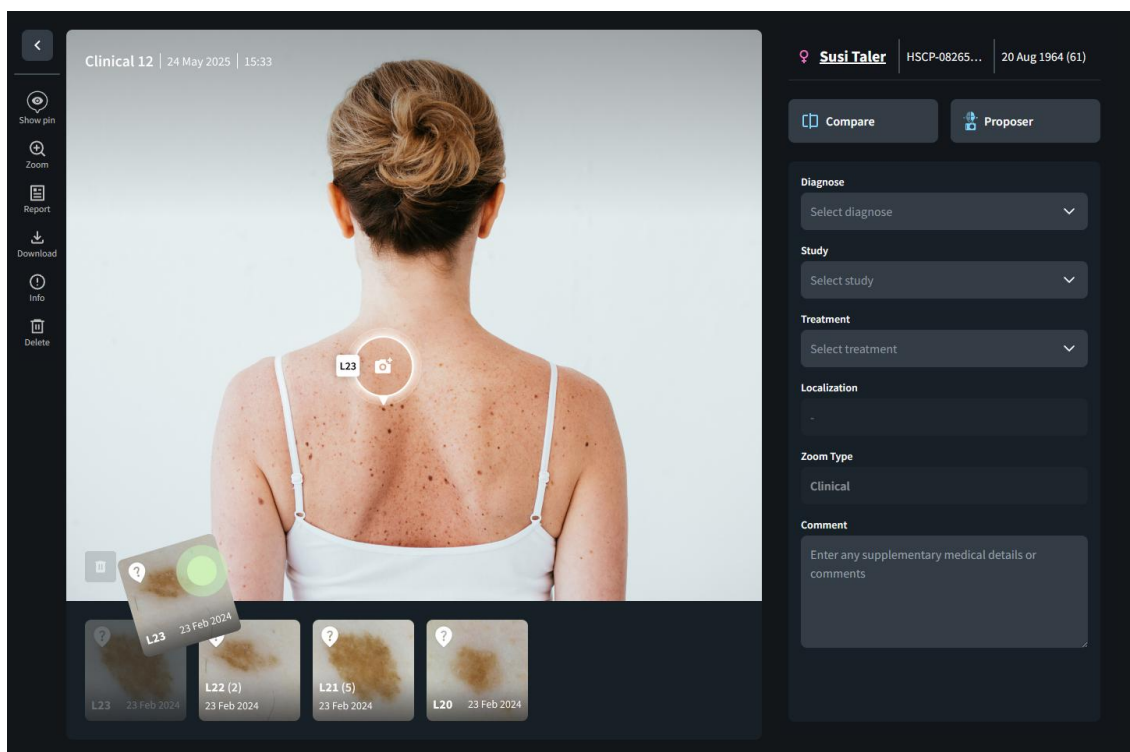 Clinical 12 | 24 May 2025 | 15:33
Show pin
Zoom
Report
Download
Info
Delete
L23
?
L23 23 Feb 2024
?
L23 23 Feb 2024
?
L22 (2)
23 Feb 2024
?
L21 (5)
23 Feb 2024
?
L20 23 Feb 2024
Susi Taler | HSCP-08265... | 20 Aug 1964 (61)
Compare
Proposer
Diagnose
Select diagnose
Study
Select study
Treatment
Select treatment
Localization
-
Zoom Type
Clinical
Comment
Enter any supplementary medical details or
comments